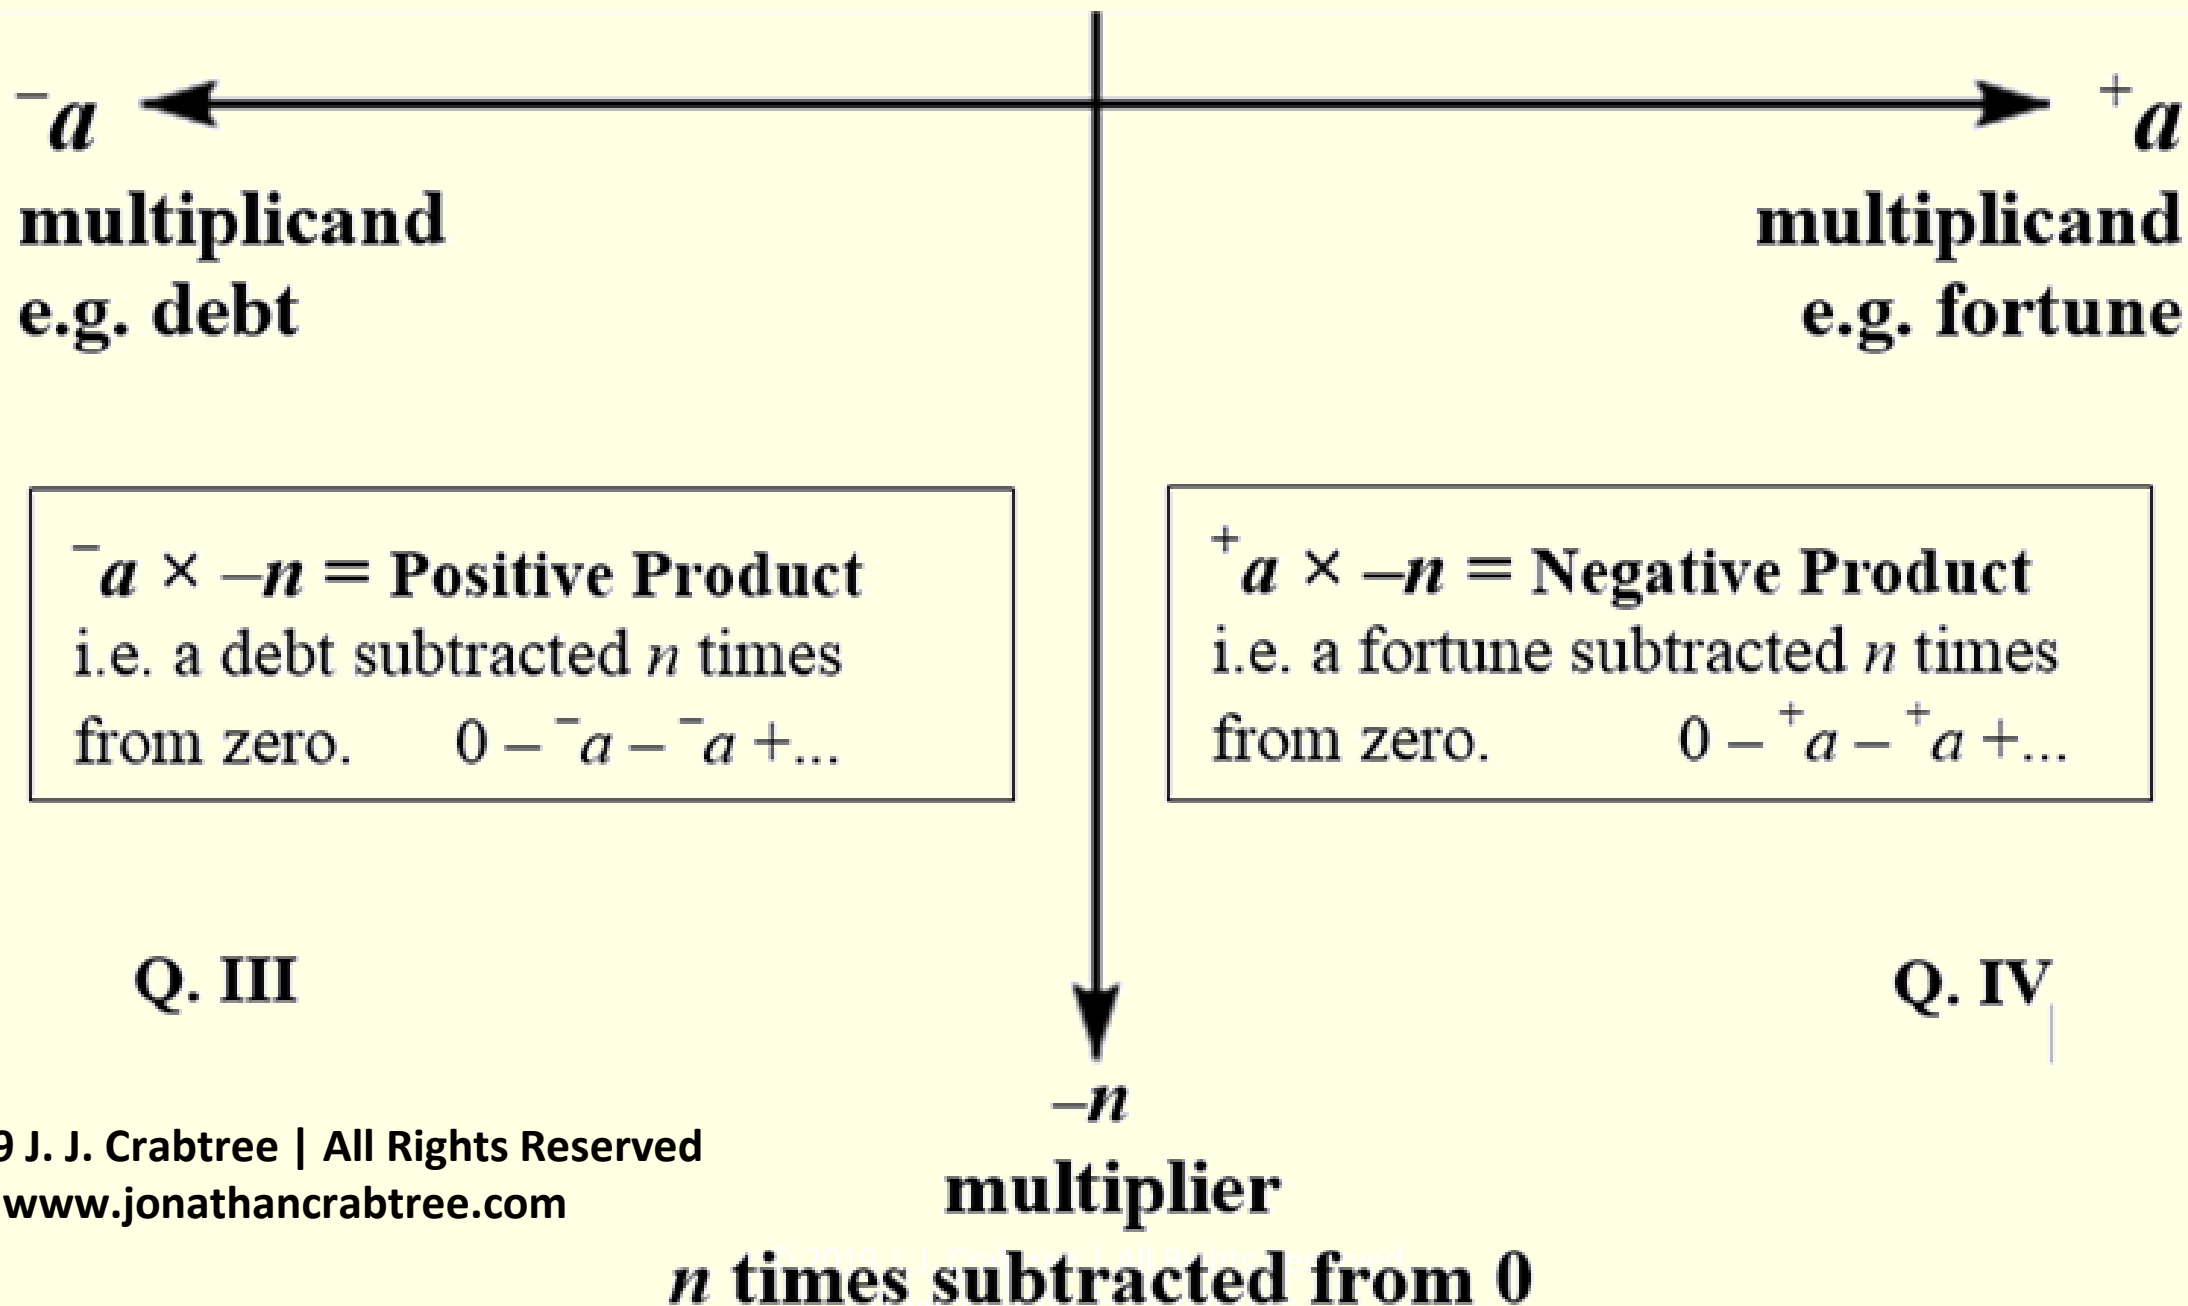 ⁻a
⁺a
multiplicand
e.g. debt
multiplicand
e.g. fortune
⁻a × –n = Positive Product
i.e. a debt subtracted n times
from zero. 0 – ⁻a – ⁻a +...
⁺a × –n = Negative Product
i.e. a fortune subtracted n times
from zero. 0 – ⁺a – ⁺a +...
Q. III
Q. IV
–n
multiplier
n times subtracted from 0
9 J. J. Crabtree | All Rights Reserved
www.jonathancrabtree.com